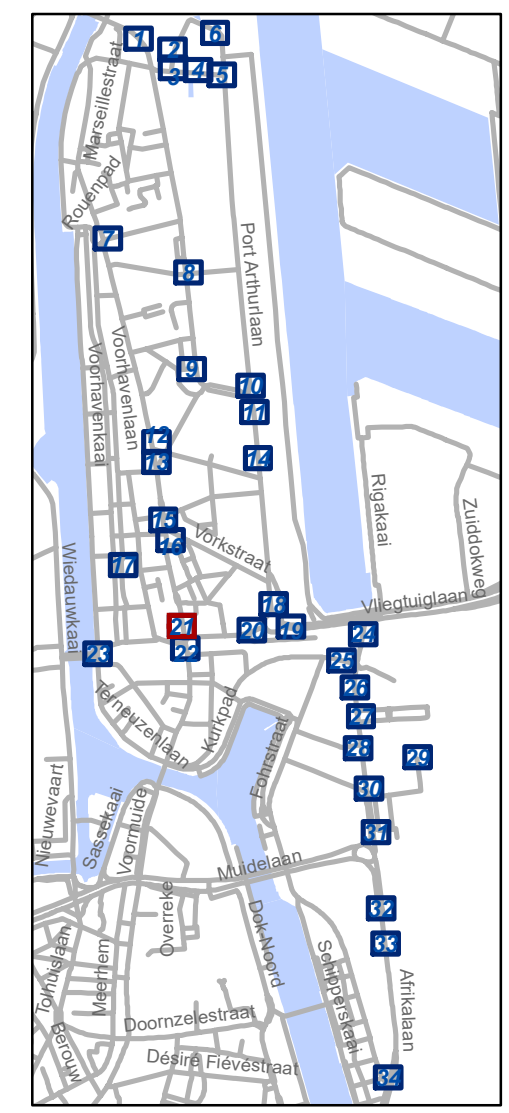 1
2
6
3
4
5
Marseillestraat
Rouenpad
7
Port Arthurlaan
8
Voorhavenlaan
Voorhavenkaai
9
10
11
12
13
14
Rigakaai
Zuiddokweg
15
16
Vorkstraat
17
Wiedauwkaai
Vliegtuiglaan
18
19
20
21
22
23
24
25
26
27
28
29
30
31
Terneuzenlaan
Kurkpad
Fohrstraat
Nieuwevaart
Sassekaai
Voormuide
Muidelaan
32
33
34
Overreke
Dok-Noord
Schipperskaai
Afrikalaan
Tolhuislaan
Meerhem
Berouw
Doornzelestraat
Désiré Fiévéstraat